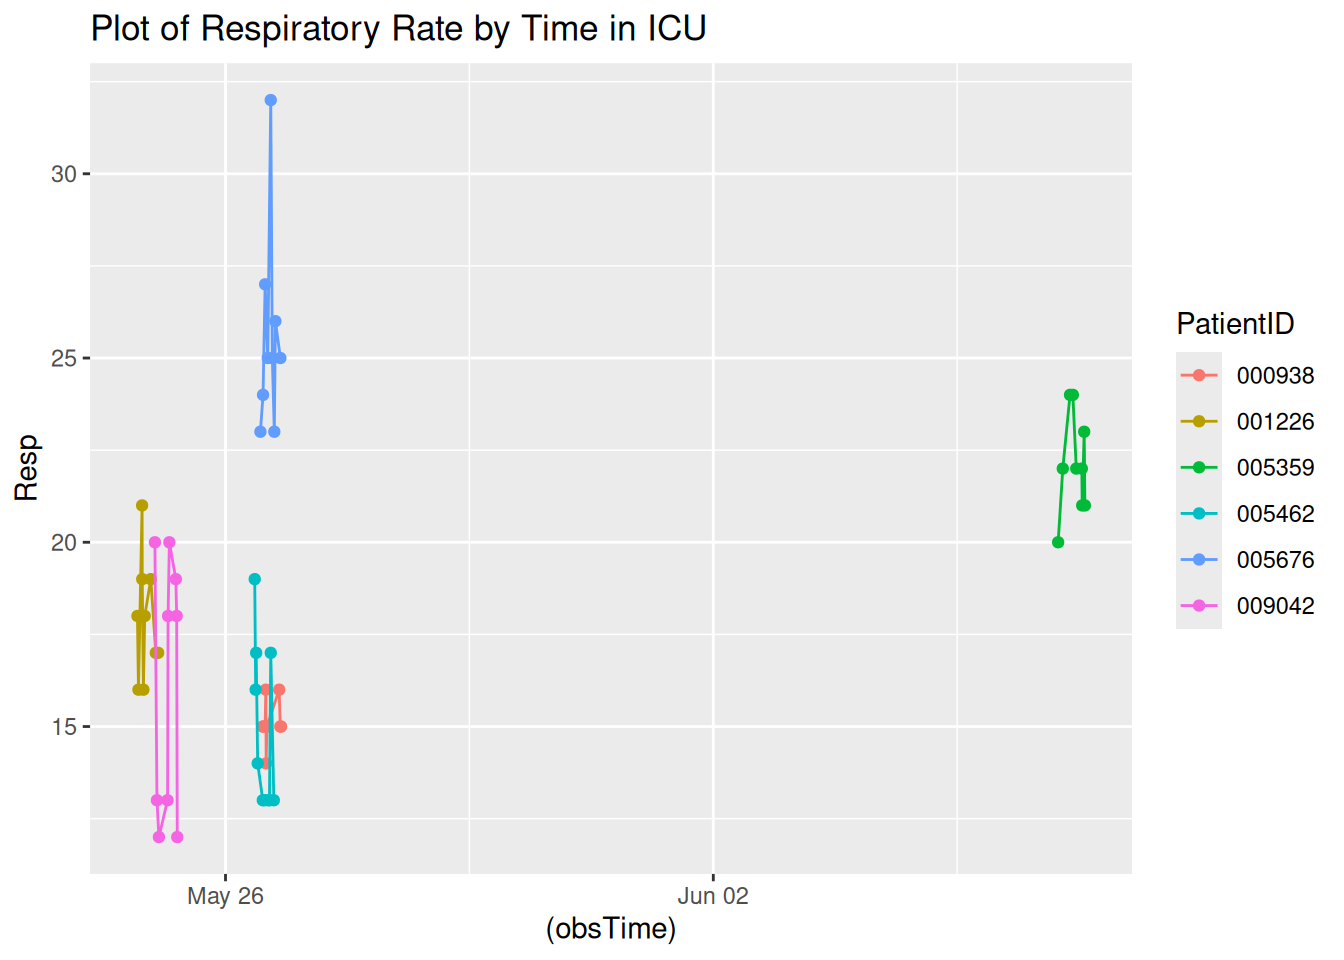 Plot of Respiratory Rate by Time in ICU
30
25
20
15
Resp
May 26
Jun 02
(obsTime)
PatientID
000938
001226
005359
005462
005676
009042